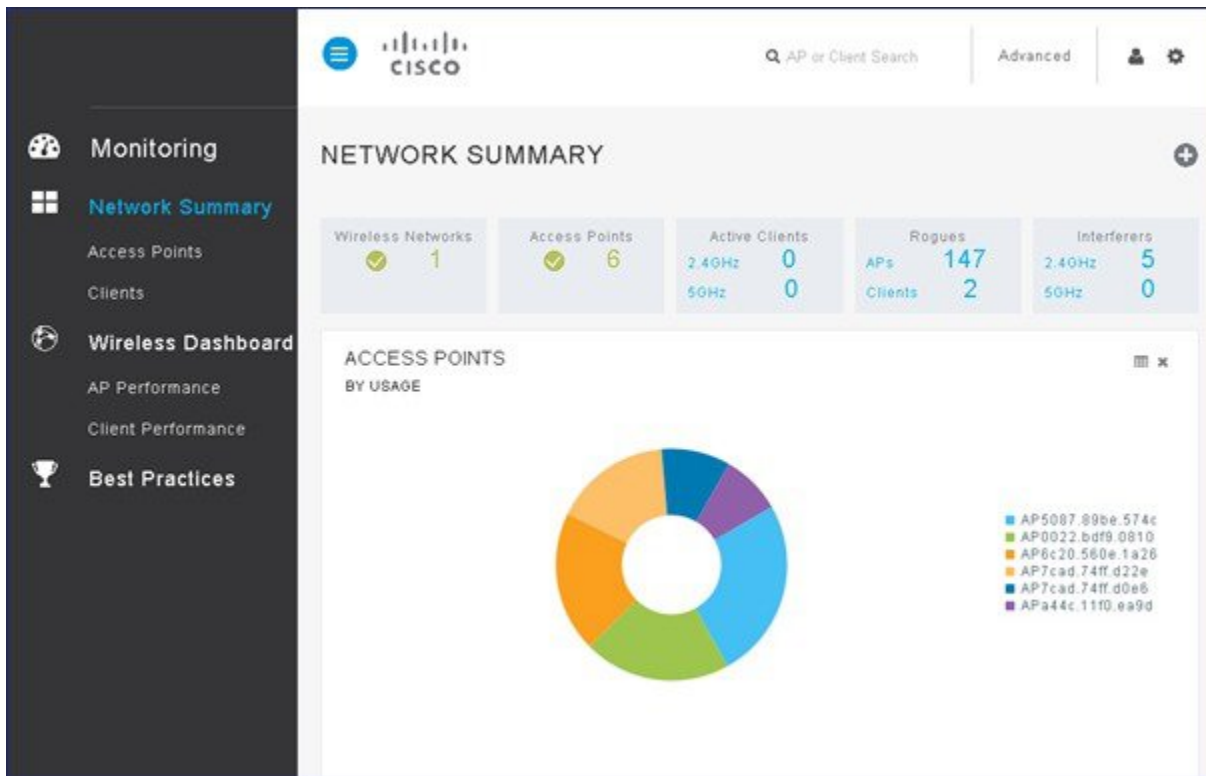 CISCO
AP or Client Search
Advanced
Monitoring
Network Summary
Access Points
Clients
Wireless Dashboard
AP Performance
Client Performance
Best Practices
NETWORK SUMMARY
Wireless Networks
1
Access Points
6
Active Clients
2.4GHz 0
5GHz 0
Rogues
APs 147
Clients 2
Interferers
2.4GHz 5
5GHz 0
ACCESS POINTS
BY USAGE
AP5087.89be.574c
AP0022.bdf9.0810
AP6c20.560e.1a26
AP7cad.74ff.d22e
AP7cad.74ff.d0e6
APa44c.11f0.ea9d